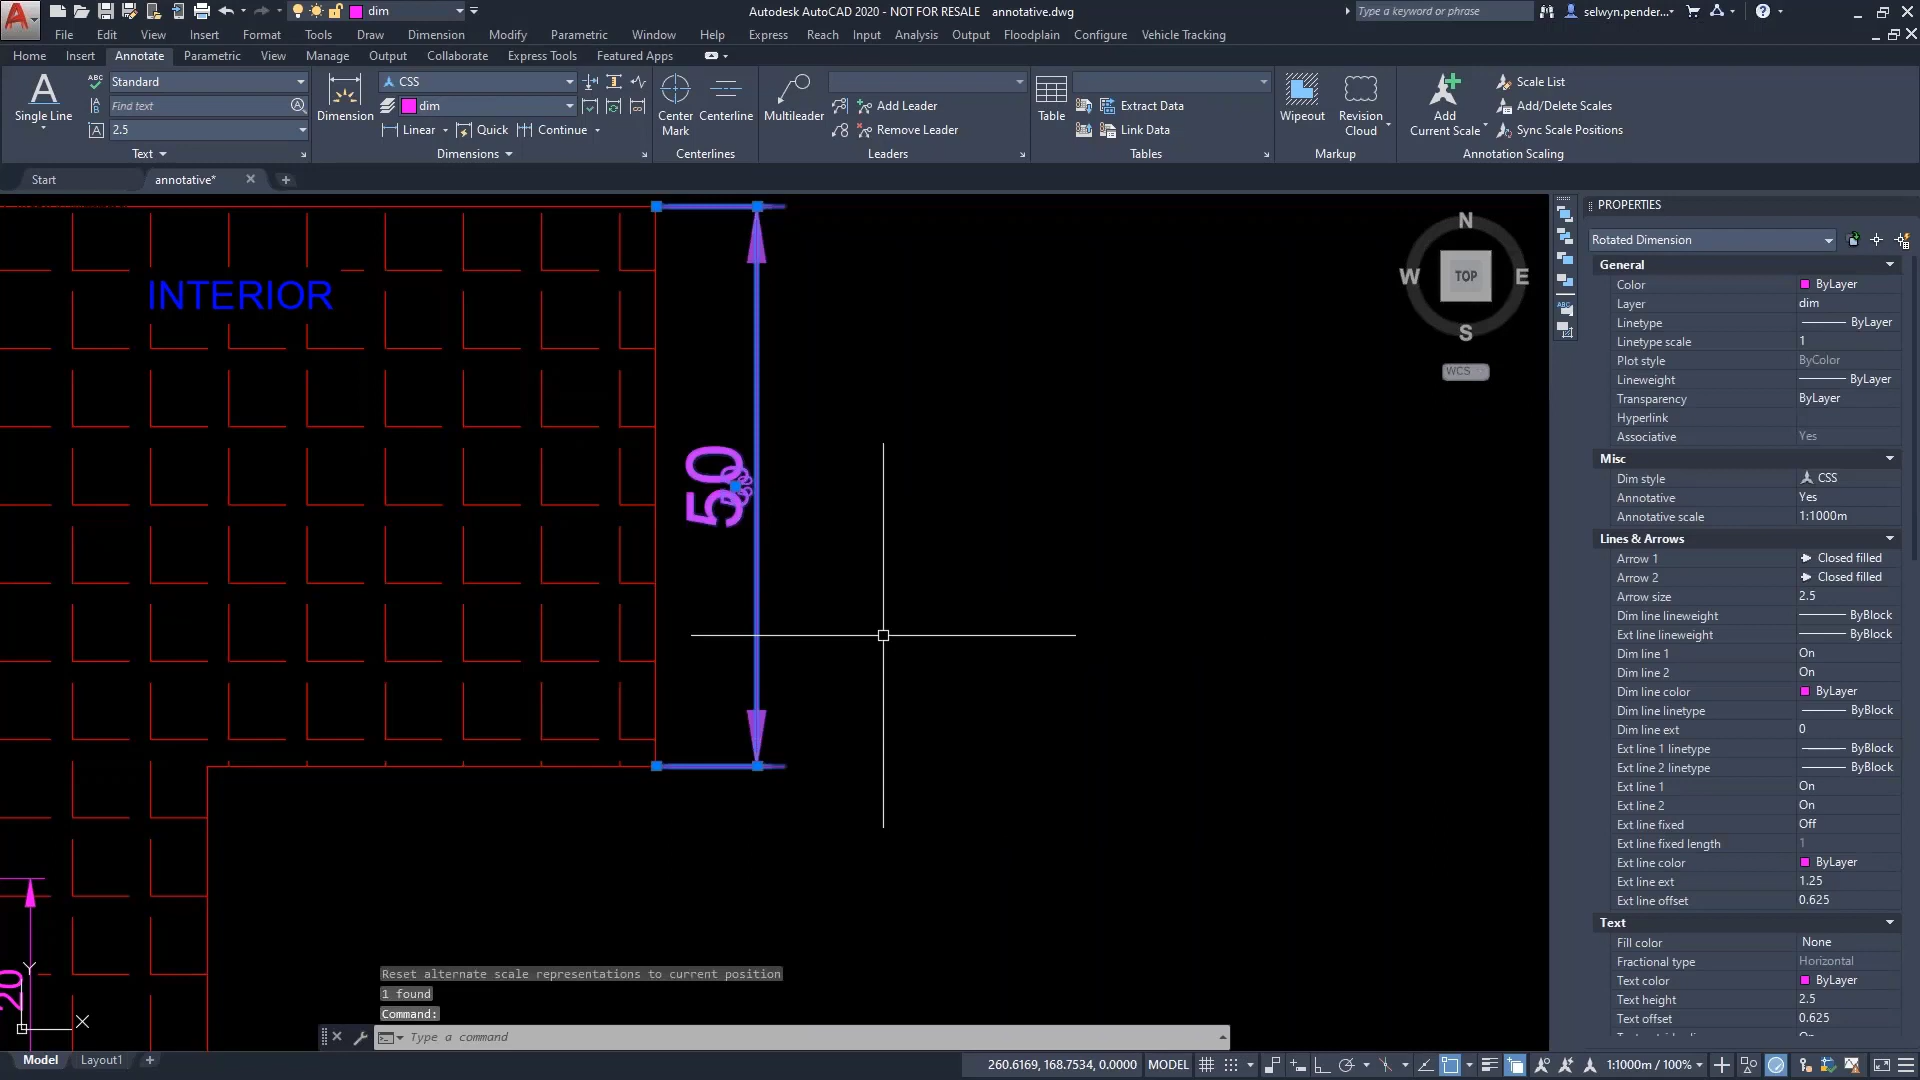 dim
Autodesk AutoCAD 2020 - NOT FOR RESALE annotative.dwg
Type a keyword or phrase
selwyn.pender...
File Edit View Insert Format Tools Draw Dimension Modify Parametric Window Help Express Reach Input Analysis Output Floodplain Configure Vehicle Tracking
Home Insert Annotate Parametric View Manage Output Collaborate Express Tools Featured Apps
A
Single Line
ABC
Standard
Find text
2.5
Text
Dimension
CSS
dim
Linear
Quick
Continue
Dimensions
Center
Mark
Centerline
Centerlines
Multileader
Add Leader
Remove Leader
Leaders
Table
Extract Data
Link Data
Tables
Wipeout
Revision
Cloud
Markup
Add
Current Scale
Scale List
Add/Delete Scales
Sync Scale Positions
Annotation Scaling
Start
annotative*
INTERIOR
50
20
Y
X
N
W
TOP
E
S
WCS
ABC
PROPERTIES
Rotated Dimension
General
Color ByLayer
Layer dim
Linetype ByLayer
Linetype scale 1
Plot style ByColor
Lineweight ByLayer
Transparency ByLayer
Hyperlink
Associative Yes
Misc
Dim style CSS
Annotative Yes
Annotative scale 1:1000m
Lines & Arrows
Arrow 1 Closed filled
Arrow 2 Closed filled
Arrow size 2.5
Dim line lineweight ByBlock
Ext line lineweight ByBlock
Dim line 1 On
Dim line 2 On
Dim line color ByLayer
Dim line linetype ByBlock
Dim line ext 0
Ext line 1 linetype ByBlock
Ext line 2 linetype ByBlock
Ext line 1 On
Ext line 2 On
Ext line fixed Off
Ext line fixed length 1
Ext line color ByLayer
Ext line ext 1.25
Ext line offset 0.625
Text
Fill color None
Fractional type Horizontal
Text color ByLayer
Text height 2.5
Text offset 0.625
Reset alternate scale representations to current position
1 found
Command:
Type a command
Model Layout1
260.6169, 168.7534, 0.0000 MODEL
1:1000m / 100%